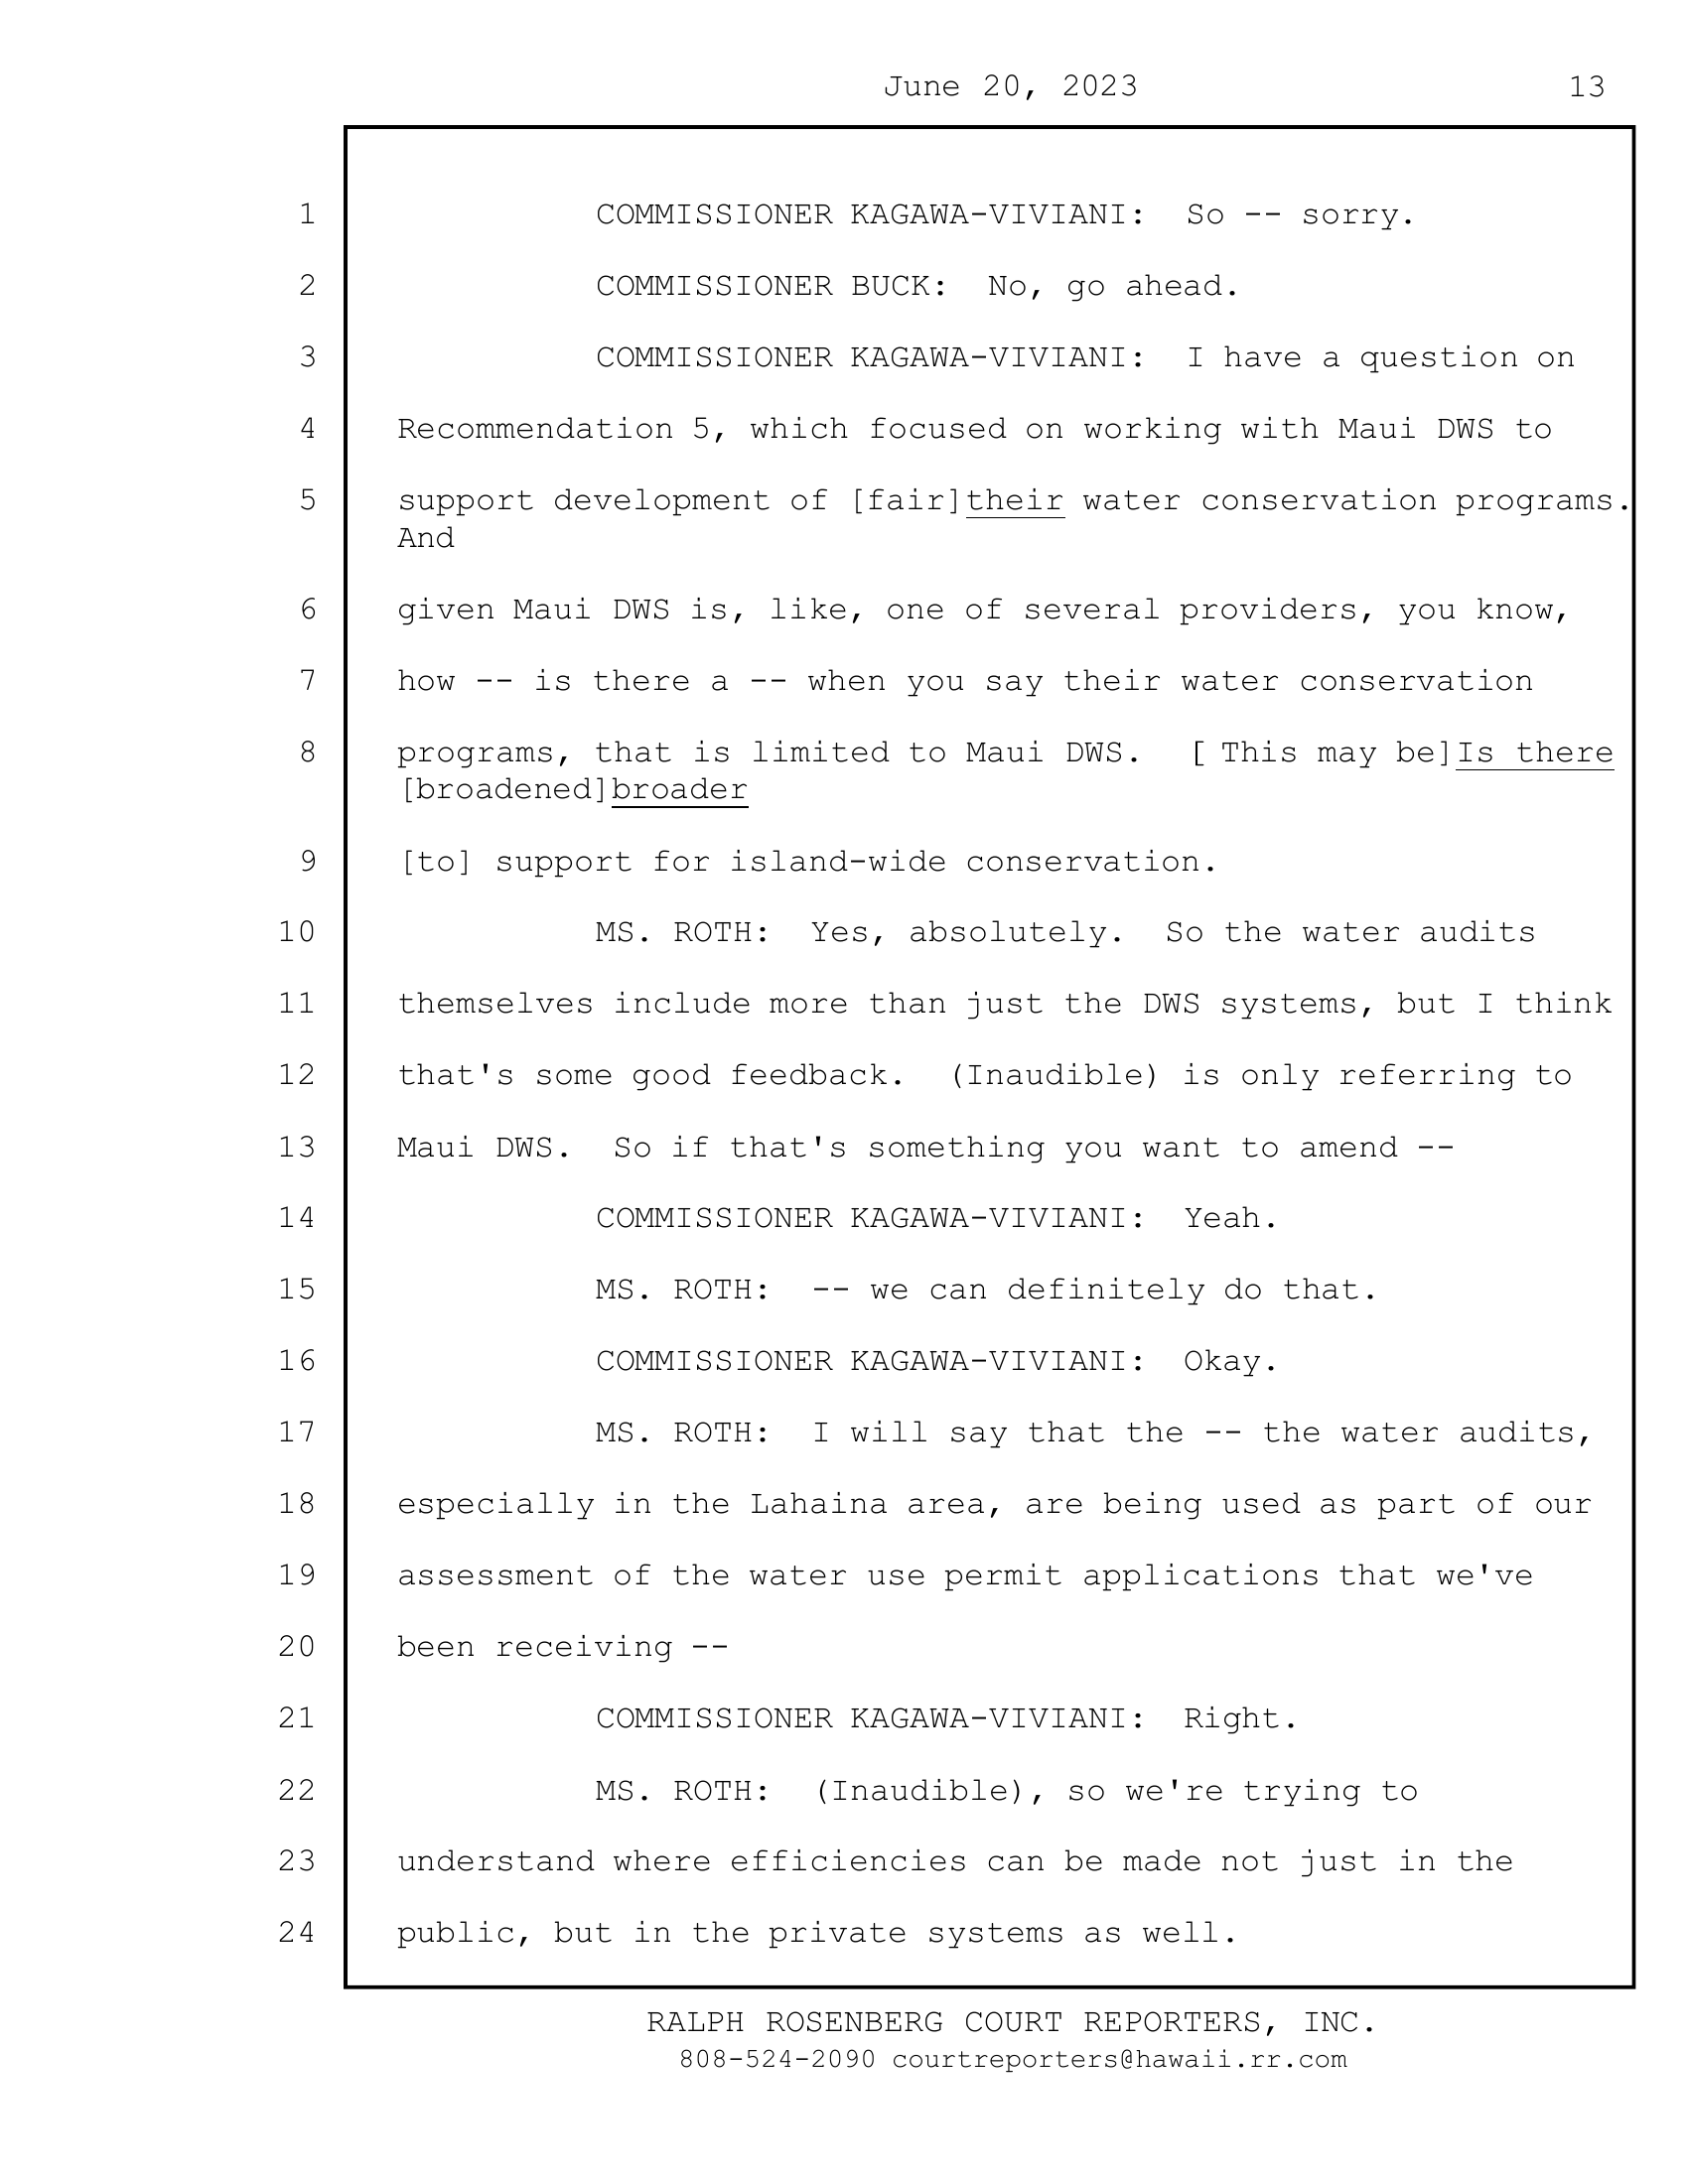 June 20, 2023 13
1 COMMISSIONER KAGAWA-VIVIANI:  So -- sorry.
2 COMMISSIONER BUCK:  No, go ahead.
3 COMMISSIONER KAGAWA-VIVIANI:  I have a question on
4 Recommendation 5, which focused on working with Maui DWS to
5 support development of [fair]their water conservation programs.
And
6 given Maui DWS is, like, one of several providers, you know,
7 how -- is there a -- when you say their water conservation
8 programs, that is limited to Maui DWS.  [ This may be]Is there
[broadened]broader
9 [to] support for island-wide conservation.
10 MS. ROTH:  Yes, absolutely.  So the water audits
11 themselves include more than just the DWS systems, but I think
12 that's some good feedback.  (Inaudible) is only referring to
13 Maui DWS.  So if that's something you want to amend --
14 COMMISSIONER KAGAWA-VIVIANI:  Yeah.
15 MS. ROTH:  -- we can definitely do that.
16 COMMISSIONER KAGAWA-VIVIANI:  Okay.
17 MS. ROTH:  I will say that the -- the water audits,
18 especially in the Lahaina area, are being used as part of our
19 assessment of the water use permit applications that we've
20 been receiving --
21 COMMISSIONER KAGAWA-VIVIANI:  Right.
22 MS. ROTH:  (Inaudible), so we're trying to
23 understand where efficiencies can be made not just in the
24 public, but in the private systems as well.
RALPH ROSENBERG COURT REPORTERS, INC.
808-524-2090 courtreporters@hawaii.rr.com